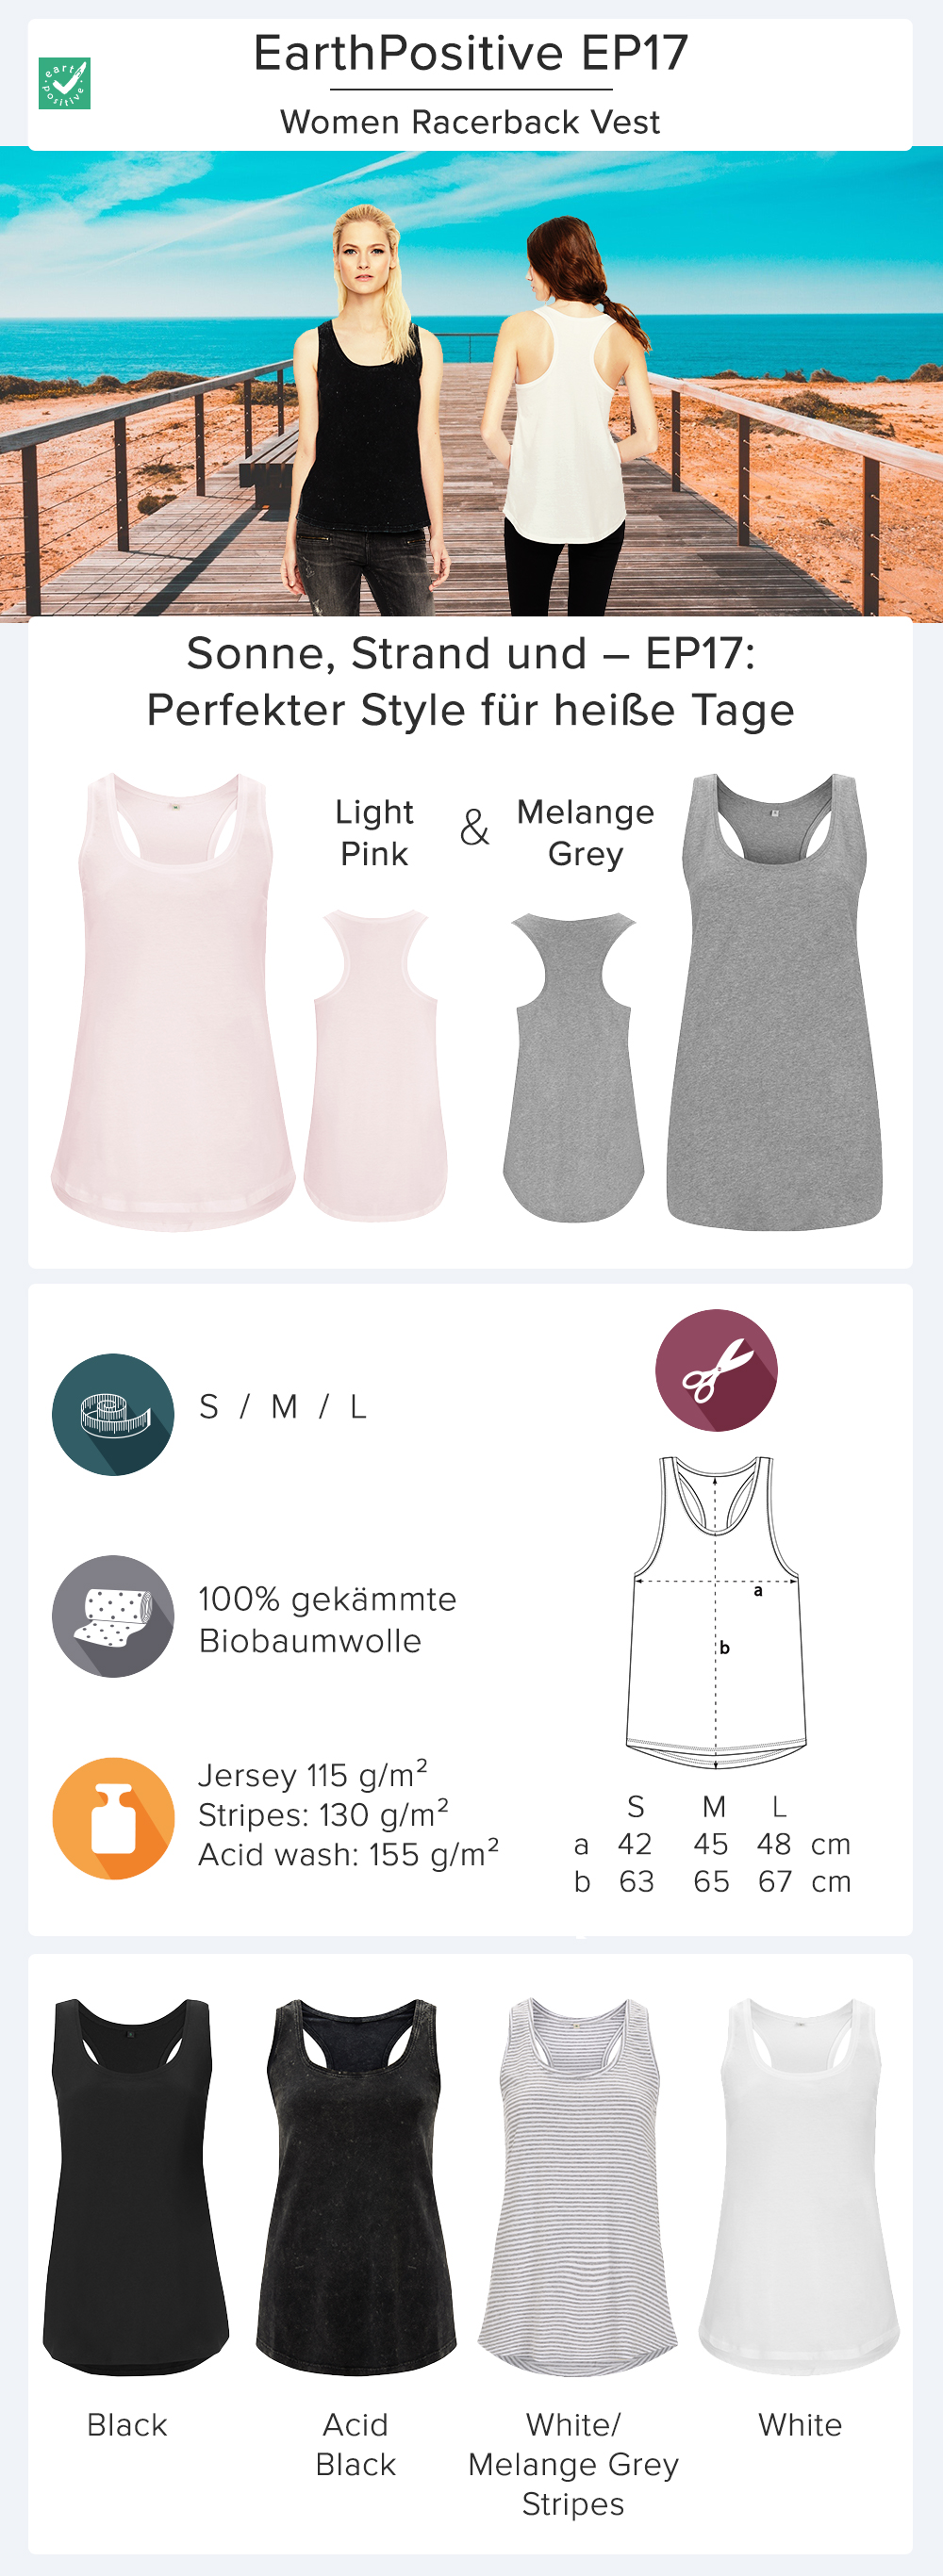 earth positive
EarthPositive EP17
Women Racerback Vest
Sonne, Strand und – EP17:
Perfekter Style für heiße Tage
Light
Pink
&
Melange
Grey
S / M / L
100% gekämmte
Biobaumwolle
Jersey 115 g/m²
Stripes: 130 g/m²
Acid wash: 155 g/m²
a
b
S M L
a 42 45 48 cm
b 63 65 67 cm
Black
Acid
Black
White/
Melange Grey
Stripes
White